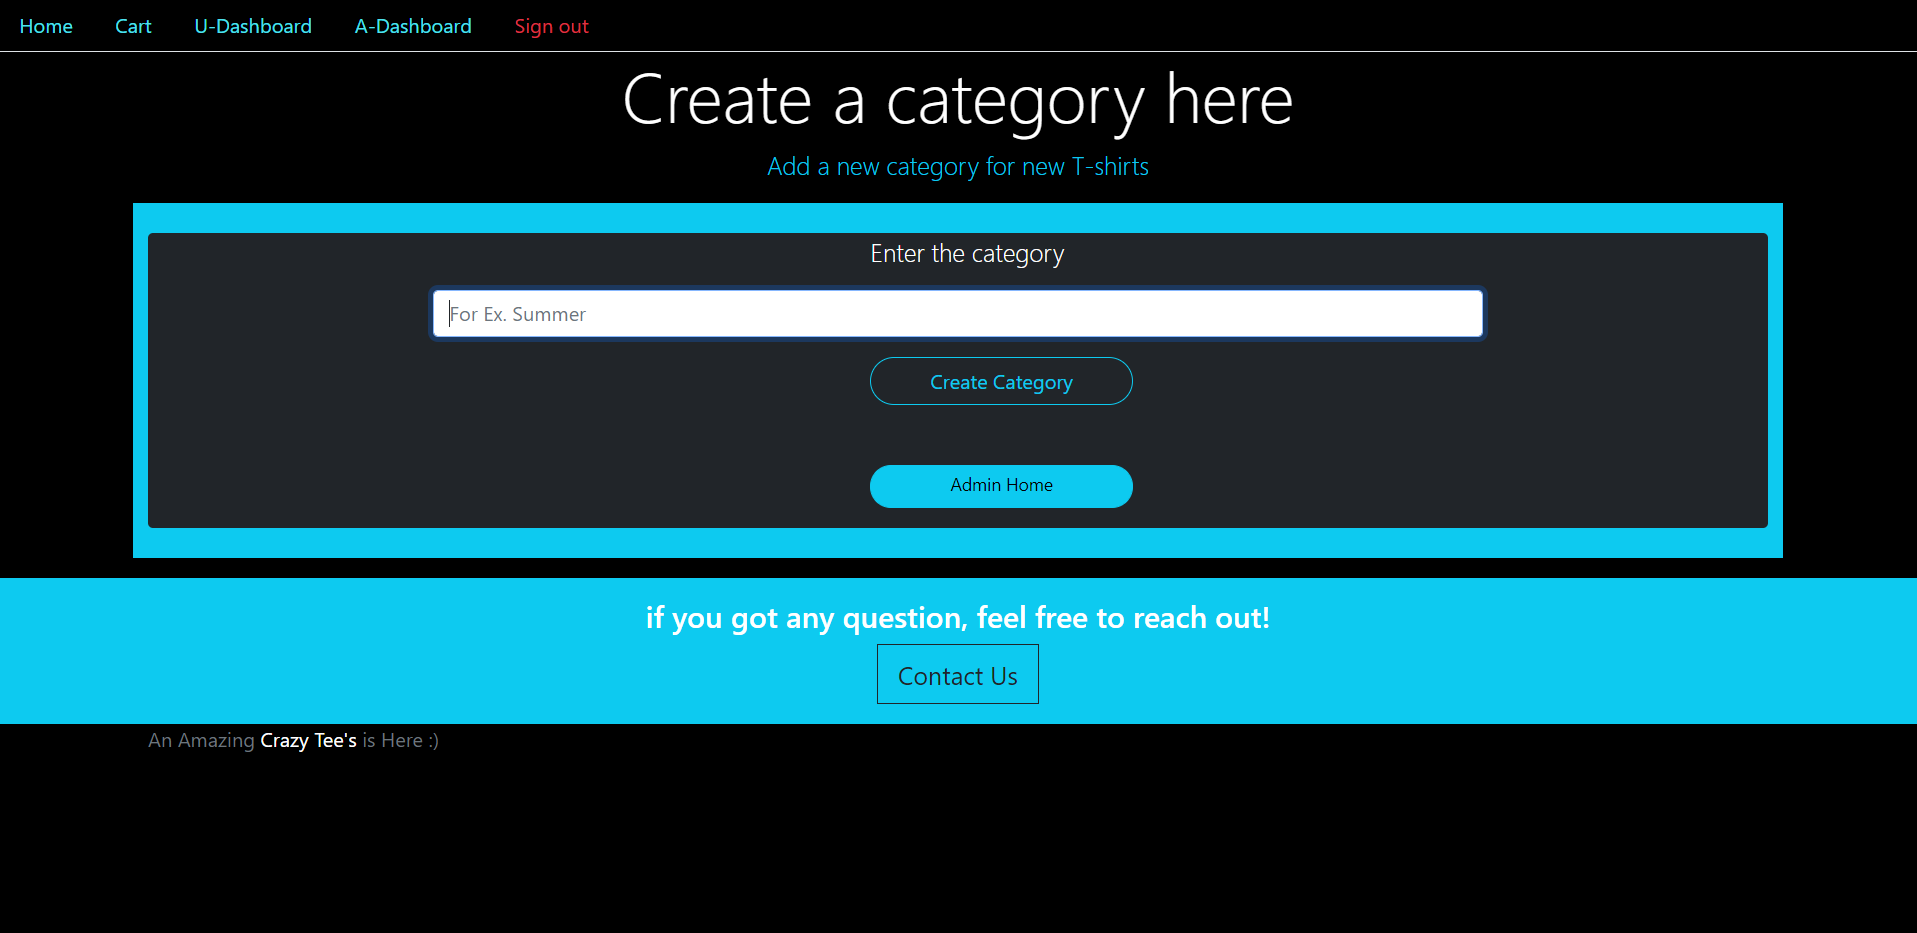 Home Cart U-Dashboard A-Dashboard Sign out
Create a category here
Add a new category for new T-shirts
Enter the category
For Ex. Summer
Create Category
Admin Home
if you got any question, feel free to reach out!
Contact Us
An Amazing Crazy Tee's is Here :)